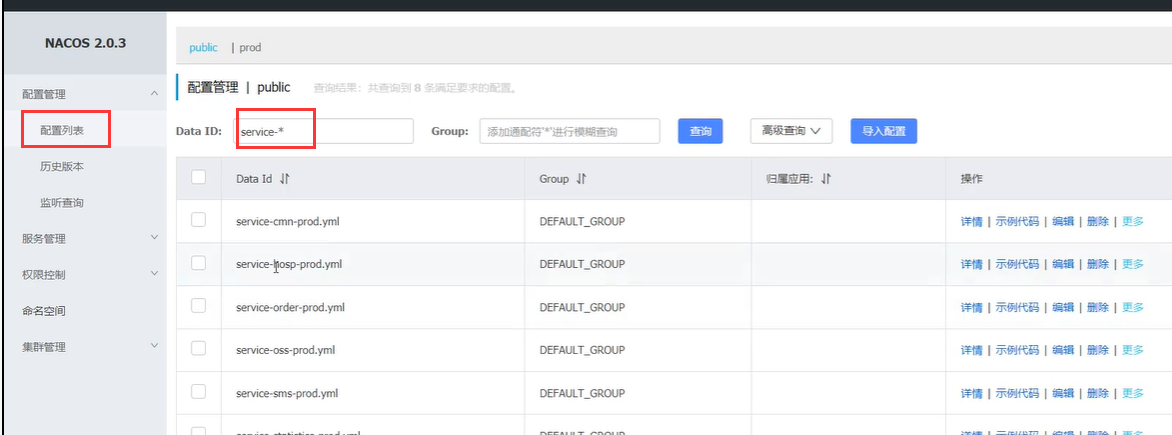 NACOS 2.0.3
配置管理
配置列表
历史版本
监听查询
服务管理
权限控制
命名空间
集群管理
public | prod
配置管理 | public 查询结果：共查询到 8 条满足要求的配置。
Data ID: service-* Group: 添加通配符'*'进行模糊查询 查询 高级查询 导入配置
Data Id Group 归属应用: 操作
service-cmn-prod.yml DEFAULT_GROUP 详情 | 示例代码 | 编辑 | 删除 | 更多
service-hosp-prod.yml DEFAULT_GROUP 详情 | 示例代码 | 编辑 | 删除 | 更多
service-order-prod.yml DEFAULT_GROUP 详情 | 示例代码 | 编辑 | 删除 | 更多
service-oss-prod.yml DEFAULT_GROUP 详情 | 示例代码 | 编辑 | 删除 | 更多
service-sms-prod.yml DEFAULT_GROUP 详情 | 示例代码 | 编辑 | 删除 | 更多
service-statistics-prod.yml DEFAULT_GROUP 详情 | 示例代码 | 编辑 | 删除 | 更多